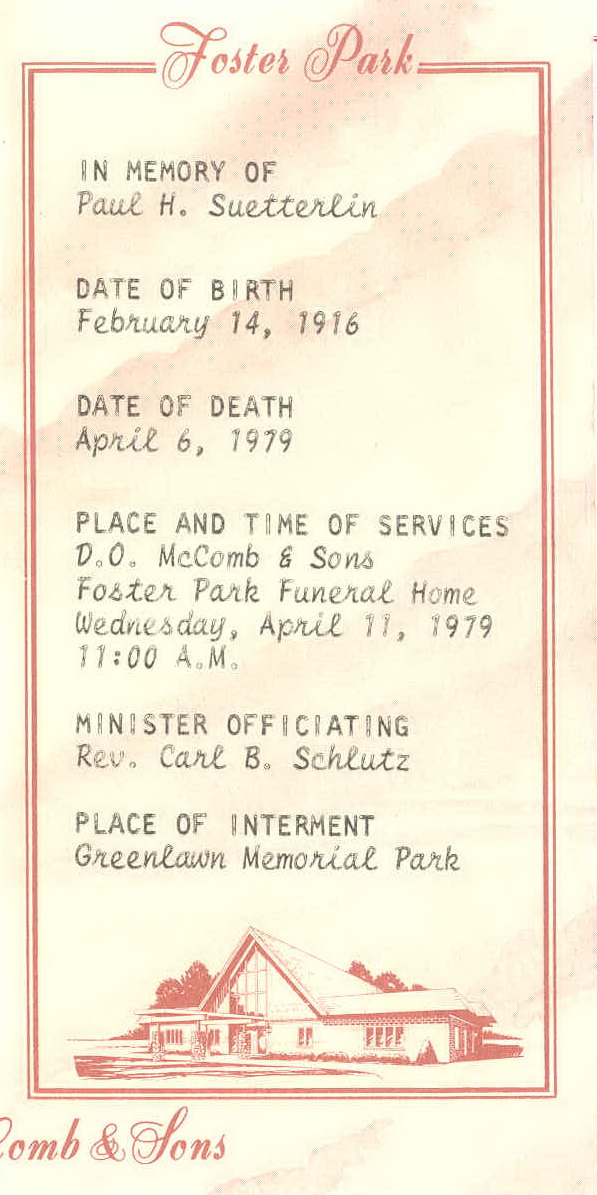 Foster Park
IN MEMORY OF
Paul H. Suetterlin
DATE OF BIRTH
February 14, 1916
DATE OF DEATH
April 6, 1979
PLACE AND TIME OF SERVICES
D.O. McComb & Sons
Foster Park Funeral Home
Wednesday, April 11, 1979
11:00 A.M.
MINISTER OFFICIATING
Rev. Carl B. Schlutz
PLACE OF INTERMENT
Greenlawn Memorial Park
Comb & Sons